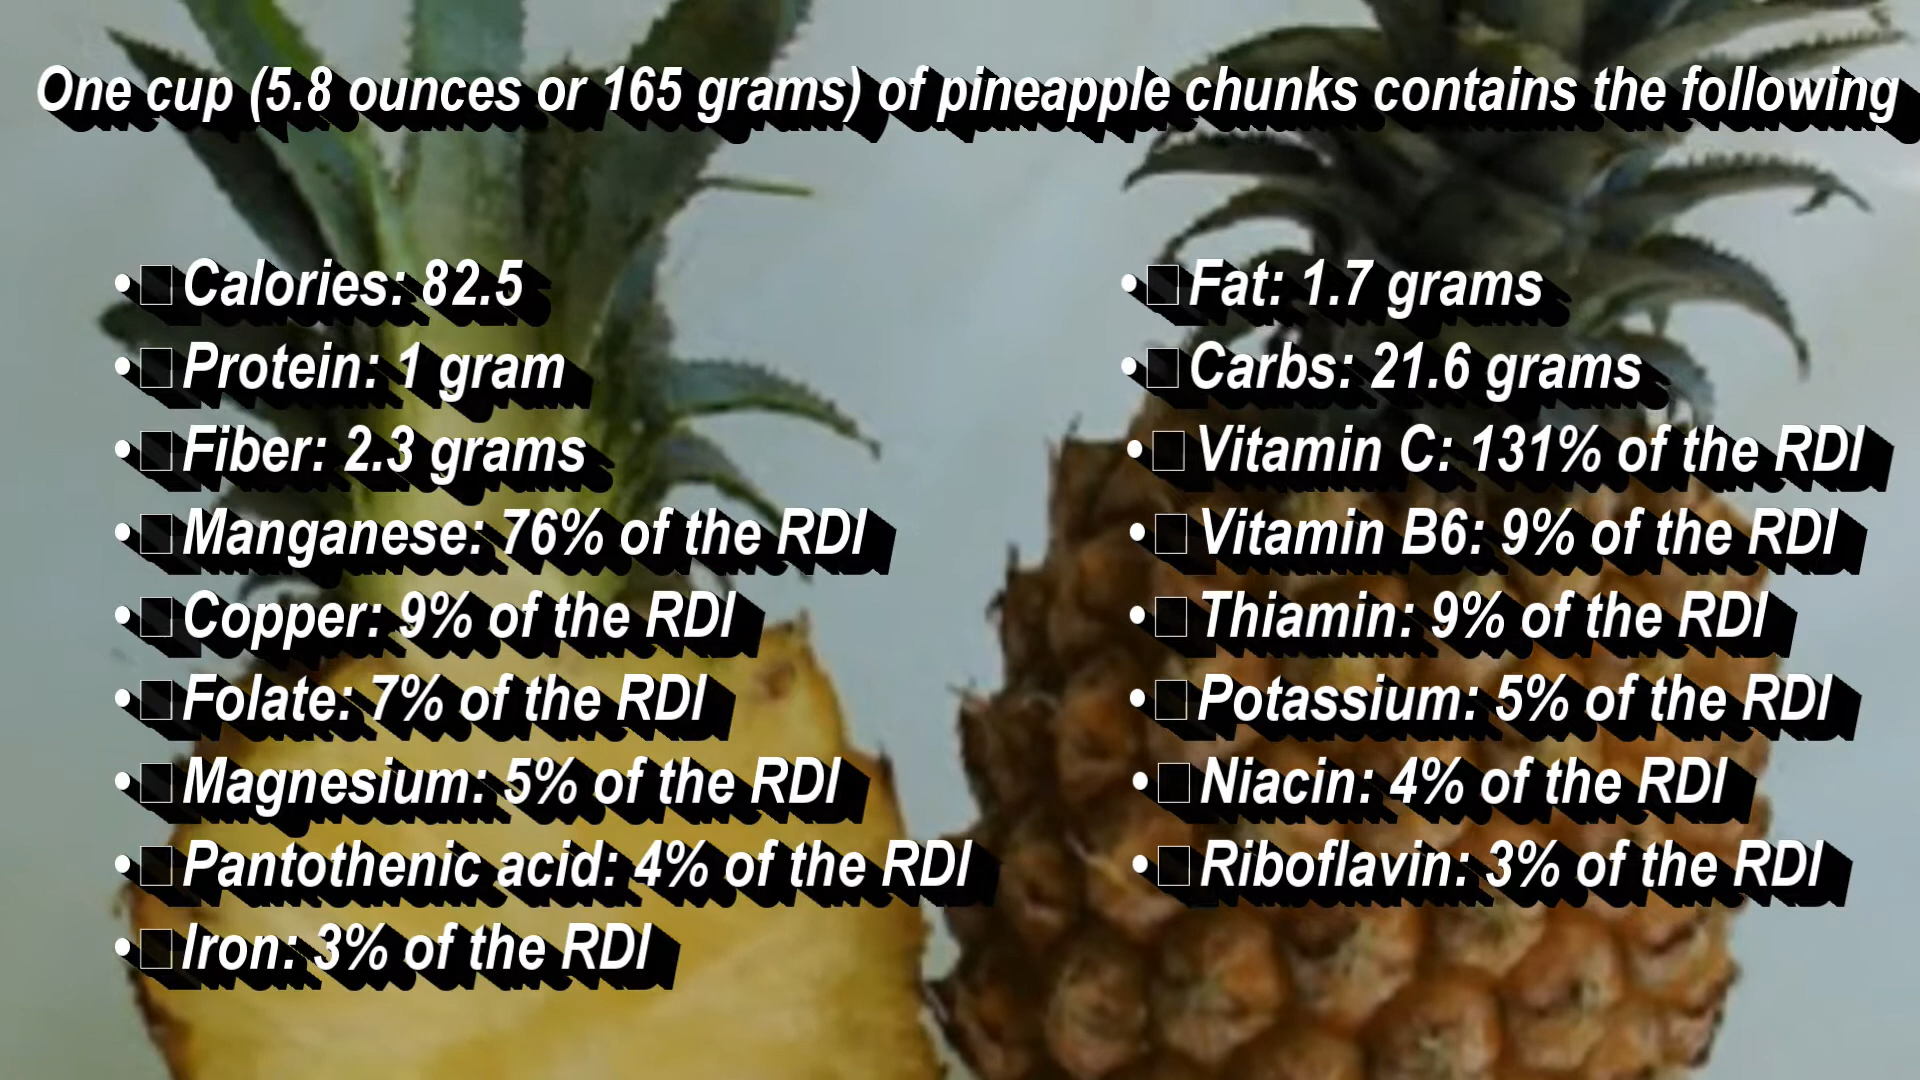 One cup (5.8 ounces or 165 grams) of pineapple chunks contains the following
• Calories: 82.5
• Protein: 1 gram
• Fiber: 2.3 grams
• Manganese: 76% of the RDI
• Copper: 9% of the RDI
• Folate: 7% of the RDI
• Magnesium: 5% of the RDI
• Pantothenic acid: 4% of the RDI
• Iron: 3% of the RDI
• Fat: 1.7 grams
• Carbs: 21.6 grams
• Vitamin C: 131% of the RDI
• Vitamin B6: 9% of the RDI
• Thiamin: 9% of the RDI
• Potassium: 5% of the RDI
• Niacin: 4% of the RDI
• Riboflavin: 3% of the RDI